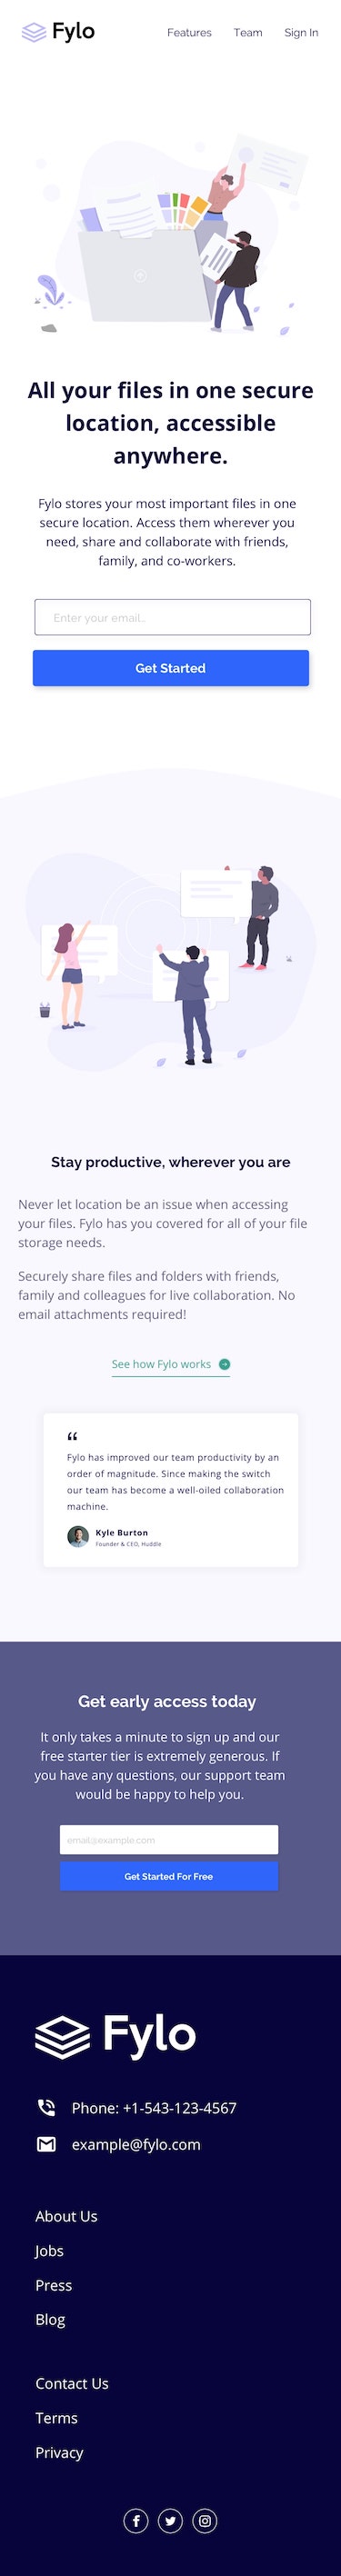 Fylo
Features Team Sign In
All your files in one secure
location, accessible
anywhere.
Fylo stores your most important files in one
secure location. Access them wherever you
need, share and collaborate with friends,
family, and co-workers.
Enter your email..
Get Started
Stay productive, wherever you are
Never let location be an issue when accessing
your files. Fylo has you covered for all of your file
storage needs.
Securely share files and folders with friends,
family and colleagues for live collaboration. No
email attachments required!
See how Fylo works
“
Fylo has improved our team productivity by an
order of magnitude. Since making the switch
our team has become a well-oiled collaboration
machine.
Kyle Burton
Founder & CEO, Huddle
Get early access today
It only takes a minute to sign up and our
free starter tier is extremely generous. If
you have any questions, our support team
would be happy to help you.
email@example.com
Get Started For Free
Fylo
Phone: +1-543-123-4567
example@fylo.com
About Us
Jobs
Press
Blog
Contact Us
Terms
Privacy